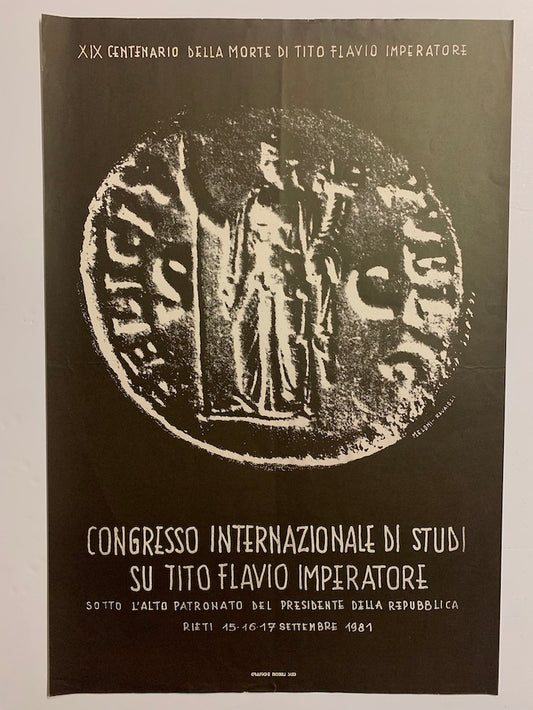 XIX CENTENARIO DELLA MORTE DI TITO FLAVIO IMPERATORE
S C
CONGRESSO INTERNAZIONALE DI STUDI
SU TITO FLAVIO IMPERATORE
SOTTO L'ALTO PATRONATO DEL PRESIDENTE DELLA REPUBBLICA
RIETI 15-16-17 SETTEMBRE 1981